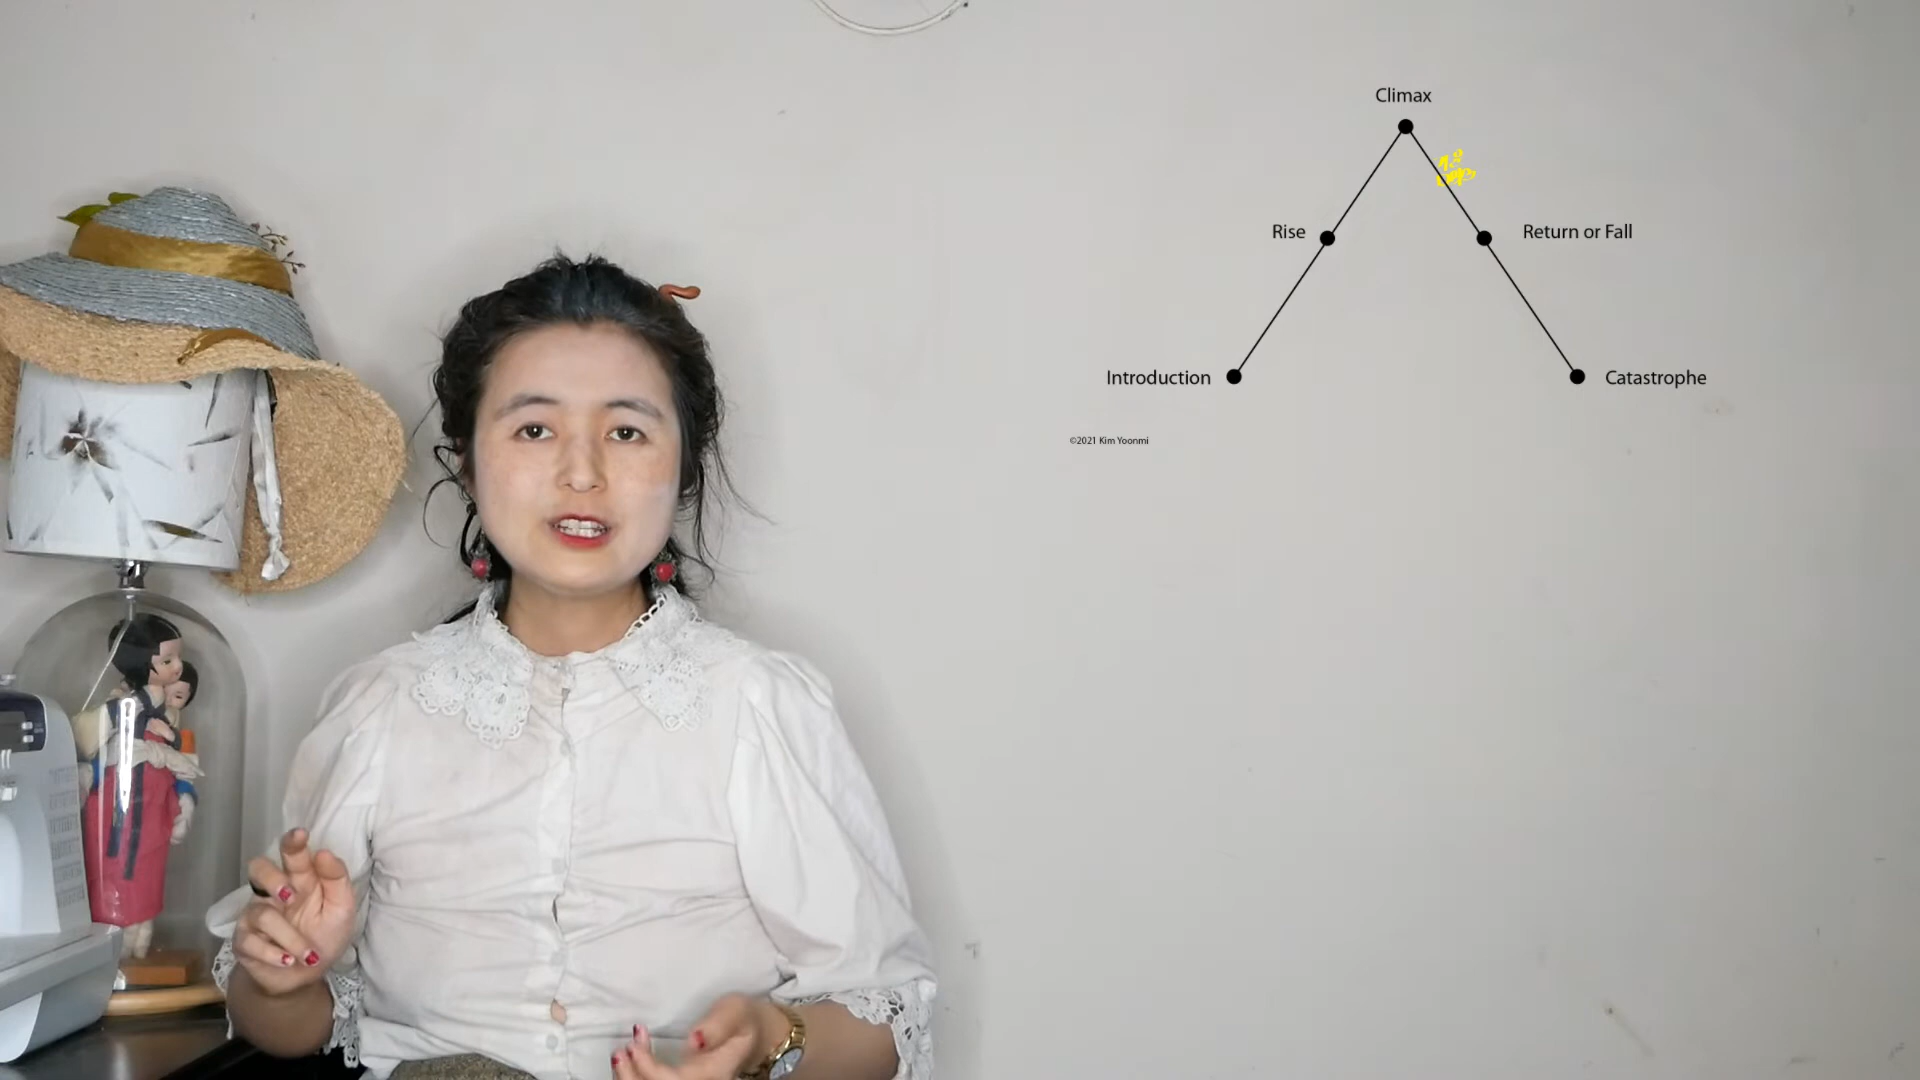 Climax
Rise
Return or Fall
Introduction
Catastrophe
©2021 Kim Yoonmi